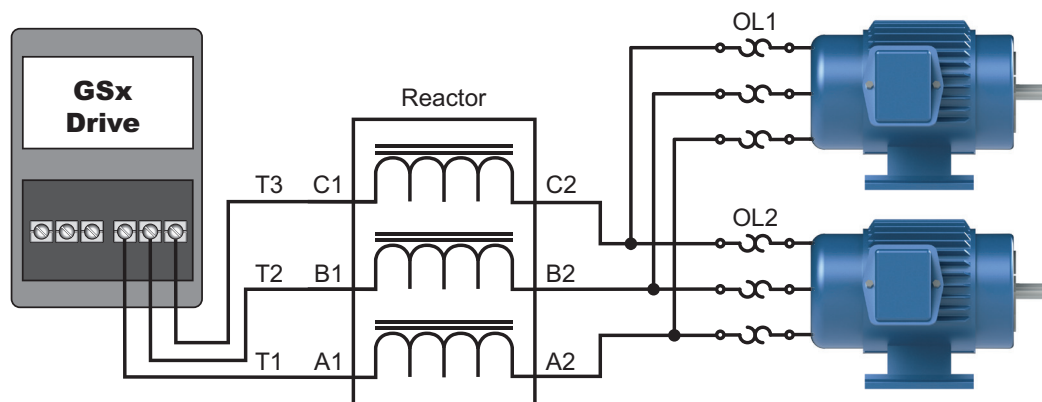 GSx
Drive
Reactor
OL1
T3 C1 C2
OL2
T2 B1 B2
T1 A1 A2